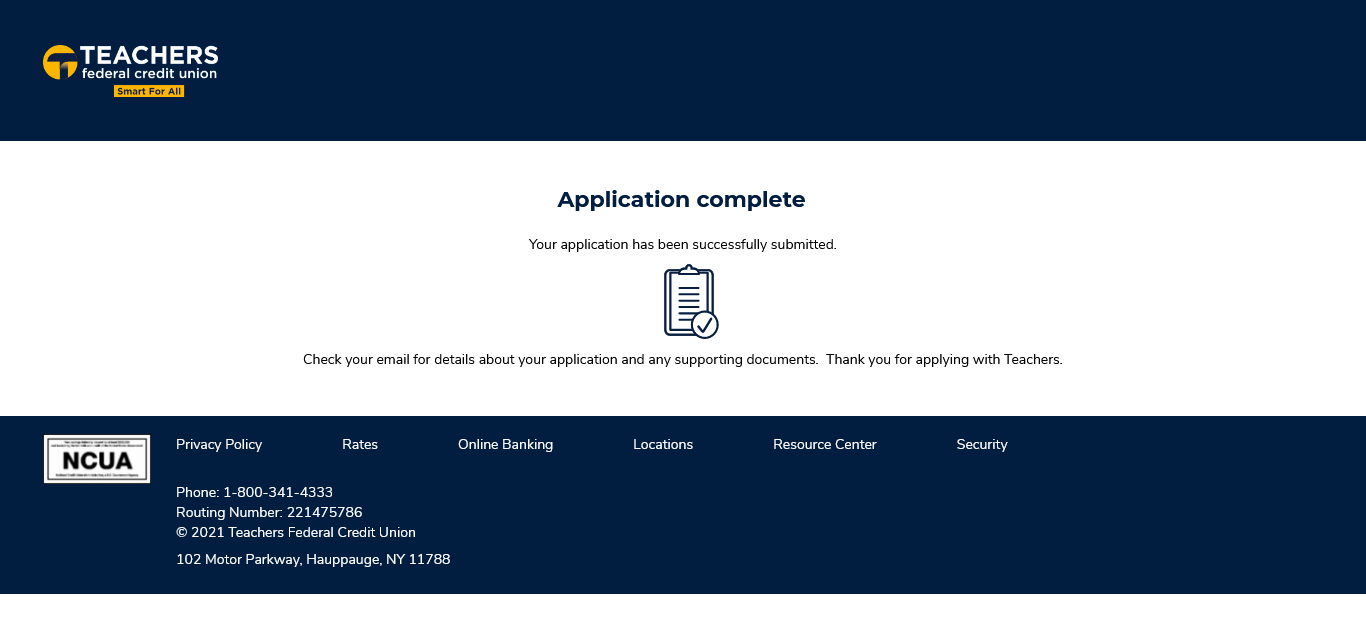 TEACHERS
federal credit union
Smart For All
Application complete
Your application has been successfully submitted.
Check your email for details about your application and any supporting documents.  Thank you for applying with Teachers.
NCUA
Privacy Policy
Rates
Online Banking
Locations
Resource Center
Security
Phone: 1-800-341-4333
Routing Number: 221475786
© 2021 Teachers Federal Credit Union
102 Motor Parkway, Hauppauge, NY 11788